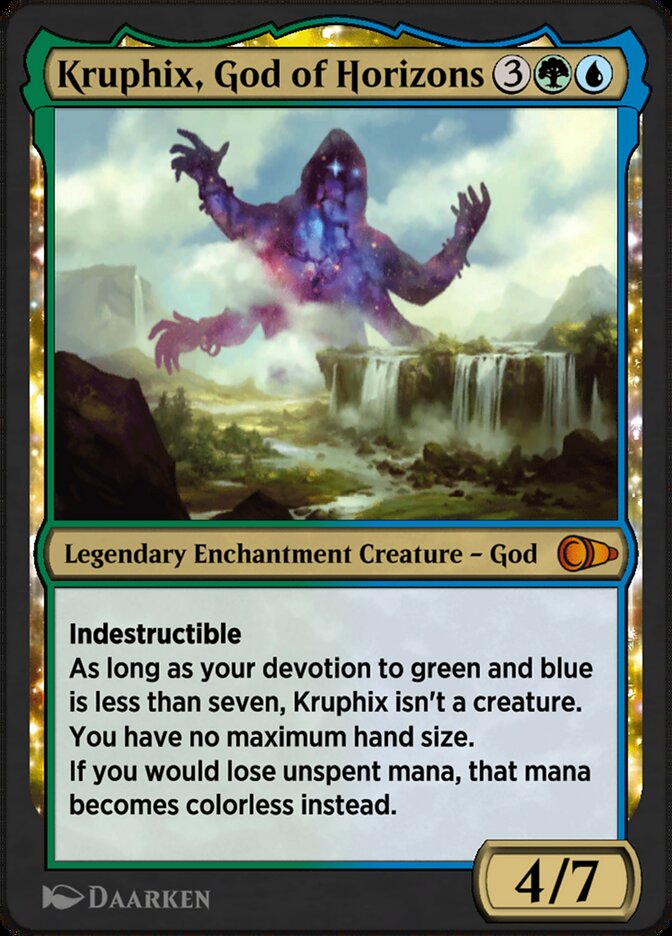 Kruphix, God of Horizons 3
Legendary Enchantment Creature – God
Indestructible
As long as your devotion to green and blue
is less than seven, Kruphix isn't a creature.
You have no maximum hand size.
If you would lose unspent mana, that mana
becomes colorless instead.
4/7
DAARKEN